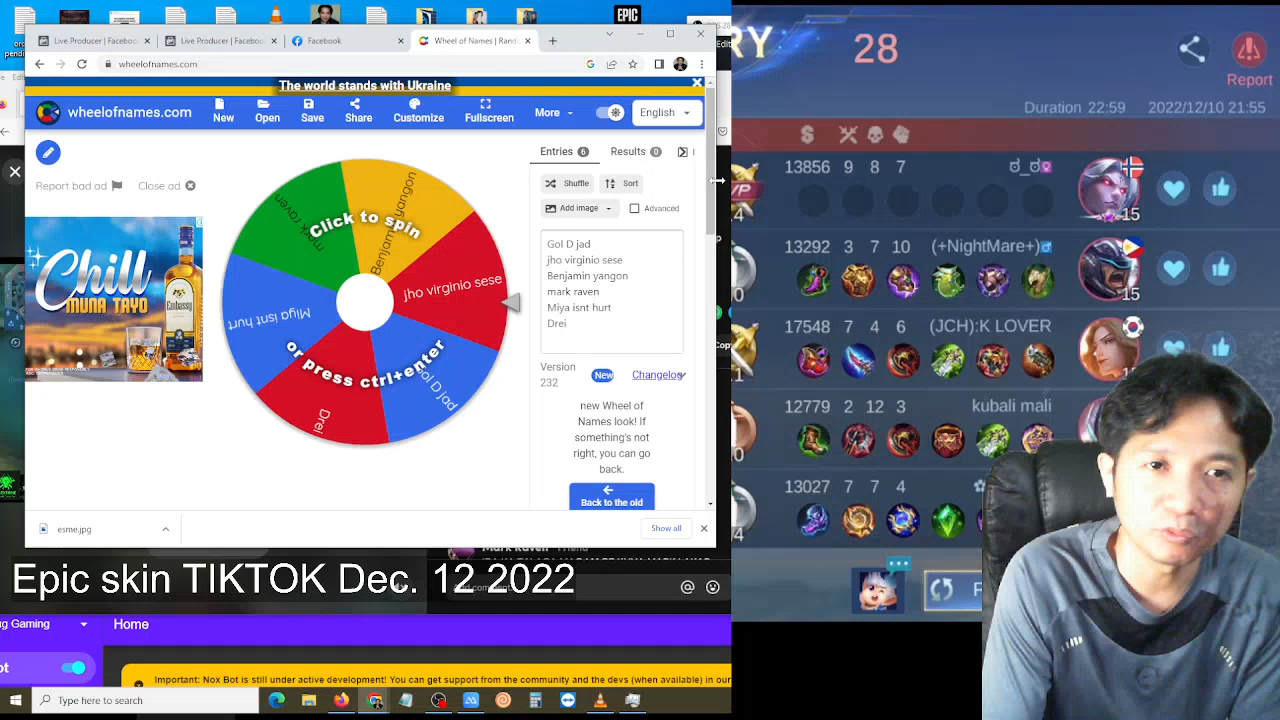 EPIC
Live Producer | Facebook
Live Producer | Facebook
Facebook
Wheel of Names | Rand
wheelofnames.com
The world stands with Ukraine
wheelofnames.com
New
Open
Save
Share
Customize
Fullscreen
More
English
Report bad ad
Close ad
Chill
MUNA TAYO
Embassy
mark raven
Benjamin yangon
jho virginio sese
Gol D jad
Drei
Miya isnt hurt
Click to spin
or press ctrl+enter
Entries 6
Results 0
Shuffle
Sort
Add image
Advanced
Gol D jad
jho virginio sese
Benjamin yangon
mark raven
Miya isnt hurt
Drei
Version
232
New
Changelog
new Wheel of
Names look! If
something's not
right, you can go
back.
Back to the old
esme.jpg
Show all
Mark Raven
Epic skin TIKTOK Dec. 12 2022
ug Gaming
Home
ot
Important: Nox Bot is still under active development! You can get support from the community and the devs (when available) in our
Type here to search
RY
28
Report
Duration 22:59 2022/12/10 21:55
13856 9 8 7
ಠ_ಠ
15
13292 3 7 10 (+NightMare+)
15
17548 7 4 6 (JCH):K LOVER
12779 2 12 3 kubali mali
13027 7 7 4